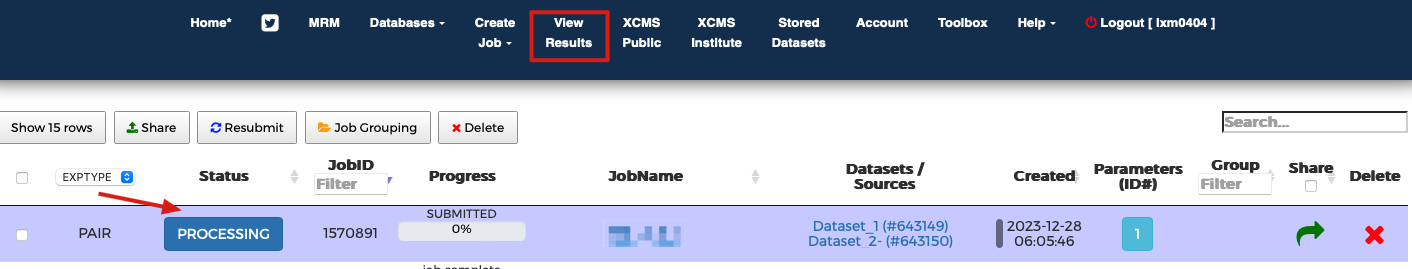 Home*
MRM
Databases
Create Job
View Results
XCMS Public
XCMS Institute
Stored Datasets
Account
Toolbox
Help
Logout [ lxm0404 ]
Show 15 rows
Share
Resubmit
Job Grouping
Delete
Search...
EXPTYPE
Status
JobID
Filter
Progress
JobName
Datasets / Sources
Created
Parameters (ID#)
Group
Filter
Share
Delete
PAIR
PROCESSING
1570891
SUBMITTED
0%
Dataset_1 (#643149)
Dataset_2- (#643150)
2023-12-28
06:05:46
1
job complete